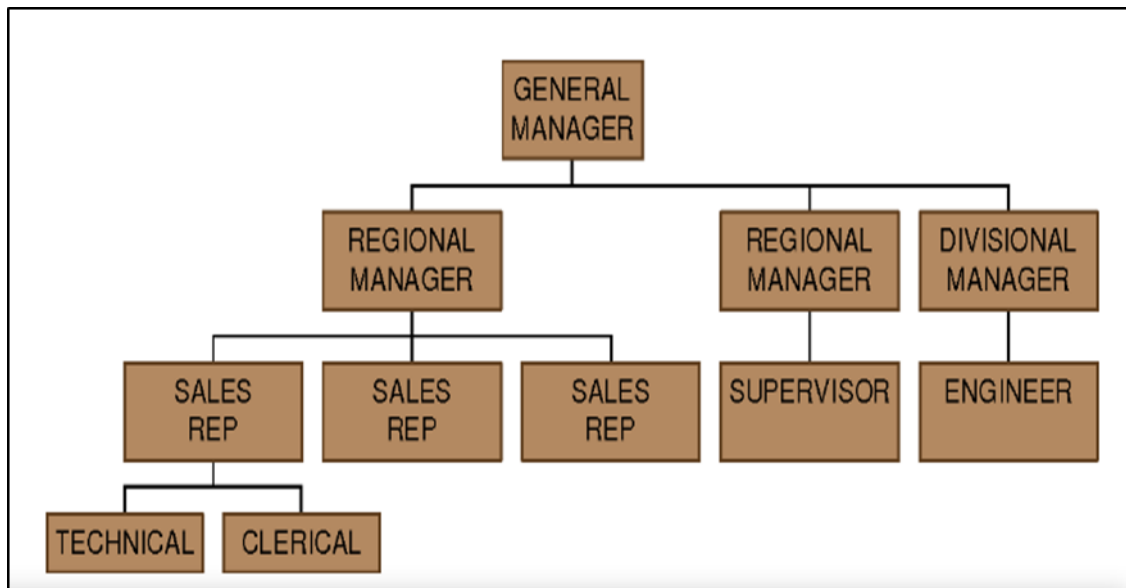 GENERAL
MANAGER
REGIONAL
MANAGER
REGIONAL
MANAGER
DIVISIONAL
MANAGER
SALES
REP
SALES
REP
SALES
REP
SUPERVISOR
ENGINEER
TECHNICAL
CLERICAL